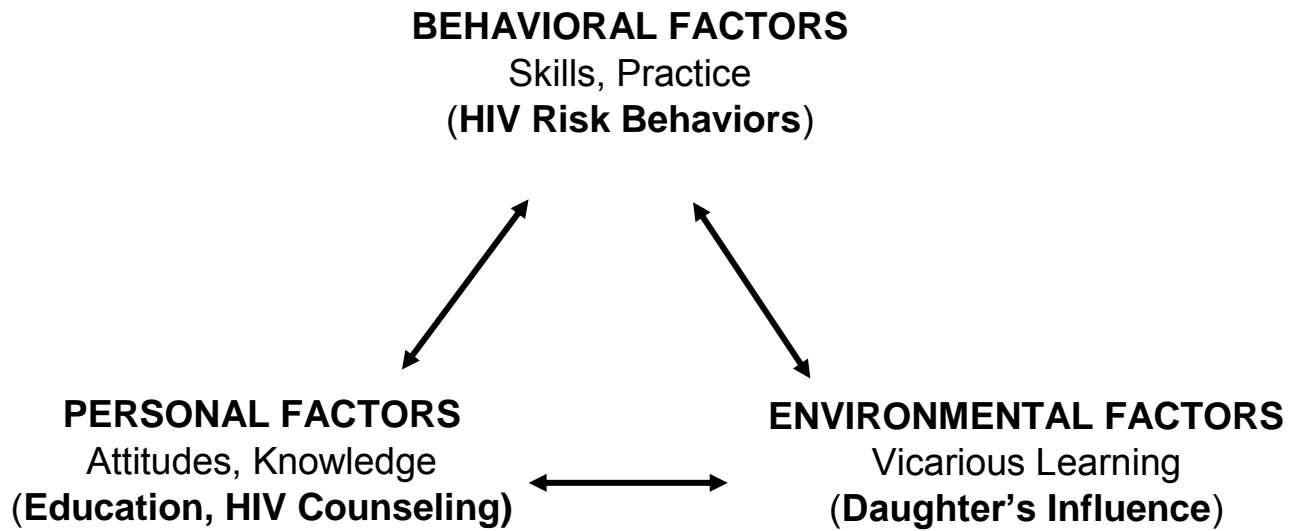 BEHAVIORAL FACTORS
Skills, Practice
(HIV Risk Behaviors)
PERSONAL FACTORS
Attitudes, Knowledge
(Education, HIV Counseling)
ENVIRONMENTAL FACTORS
Vicarious Learning
(Daughter’s Influence)